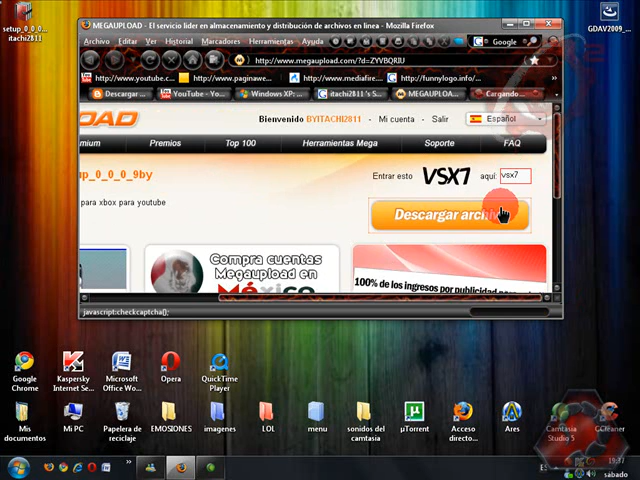 setup_0_0_0...
itachi2811
GDAV2009_...
MEGAUPLOAD - El servicio líder en almacenamiento y distribución de archivos en línea - Mozilla Firefox
Archivo Editar Ver Historial Marcadores Herramientas Ayuda
Google
http://www.megaupload.com/?d=ZYVBQRIU
http://www.youtube.c... http://www.paginawe... http://www.mediafire... http://funnylogo.info/...
Descargar ... YouTube - Yo... Windows XP: ... itachi2811 's S... MEGAUPLOAD... Cargando...
LOAD
Bienvenido BYITACHI2811 - Mi cuenta - Salir
Español
mium Premios Top 100 Herramientas Mega Soporte FAQ
up_0_0_0_9by
Entrar esto VSX7 aquí: vsx7
para xbox para youtube
Descargar archivo
Compra cuentas
Megaupload en
México
100% de los ingresos por publicidad
javascript:checkcaptcha();
Google
Chrome
Kaspersky
Internet Se...
Microsoft
Office Wo...
Opera
QuickTime
Player
Mis
documentos
Mi PC
Papelera de
reciclaje
EMOSIONES
imagenes
LOL
menu
sonidos del
camtasia
µTorrent
Acceso
directo...
Ares
Camtasia
Studio 5
CCleaner
ES
19:37
sábado